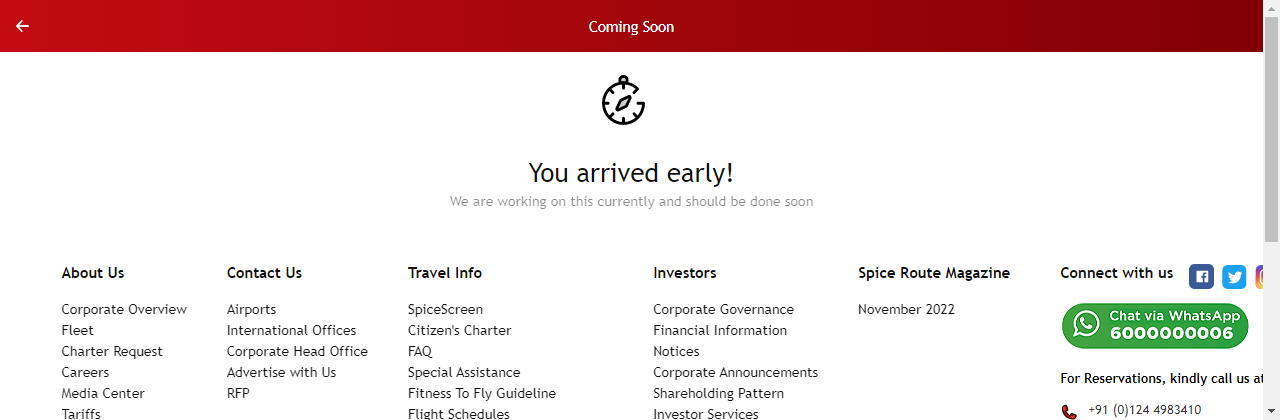 Coming Soon
You arrived early!
We are working on this currently and should be done soon
About Us
Corporate Overview
Fleet
Charter Request
Careers
Media Center
Tariffs
Contact Us
Airports
International Offices
Corporate Head Office
Advertise with Us
RFP
Travel Info
SpiceScreen
Citizen's Charter
FAQ
Special Assistance
Fitness To Fly Guideline
Flight Schedules
Investors
Corporate Governance
Financial Information
Notices
Corporate Announcements
Shareholding Pattern
Investor Services
Spice Route Magazine
November 2022
Connect with us
Chat via WhatsApp
6000000006
For Reservations, kindly call us at
+91 (0)124 4983410